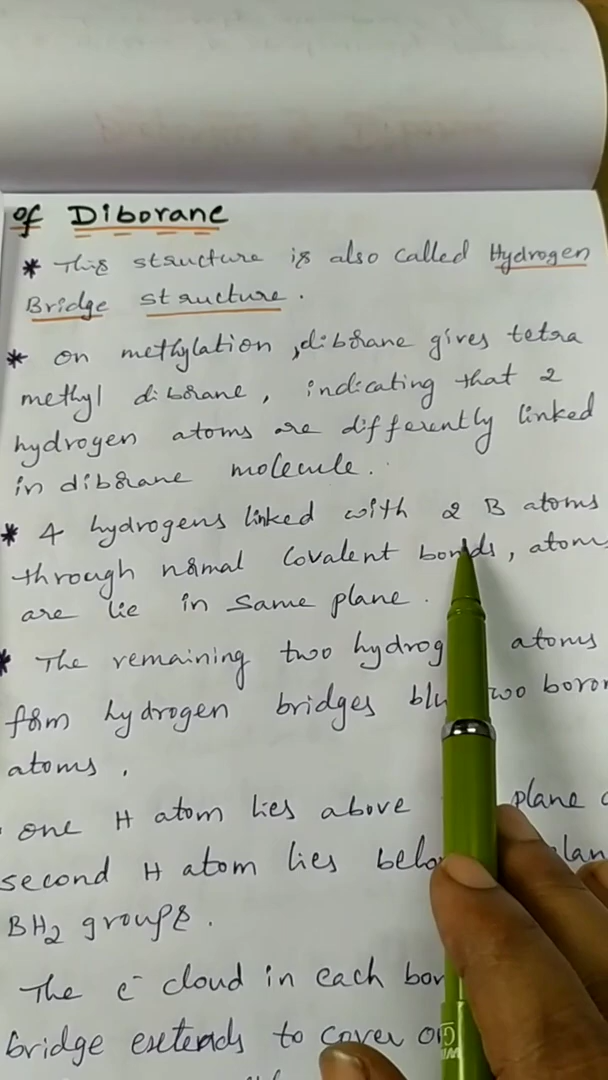 of Diborane
* This structure is also called Hydrogen
Bridge structure.
* On methylation, diborane gives tetra
methyl diborane, indicating that 2
hydrogen atoms are differently linked
in diborane molecule.
* 4 hydrogens linked with 2 B atoms
through normal Covalent bonds, atoms
are lie in same plane.
* The remaining two hydrog atoms
form hydrogen bridges b/w two boron
atoms.
one H atom lies above plane
second H atom lies below plan
BH2 groups.
The e- cloud in each
bridge extends to cover